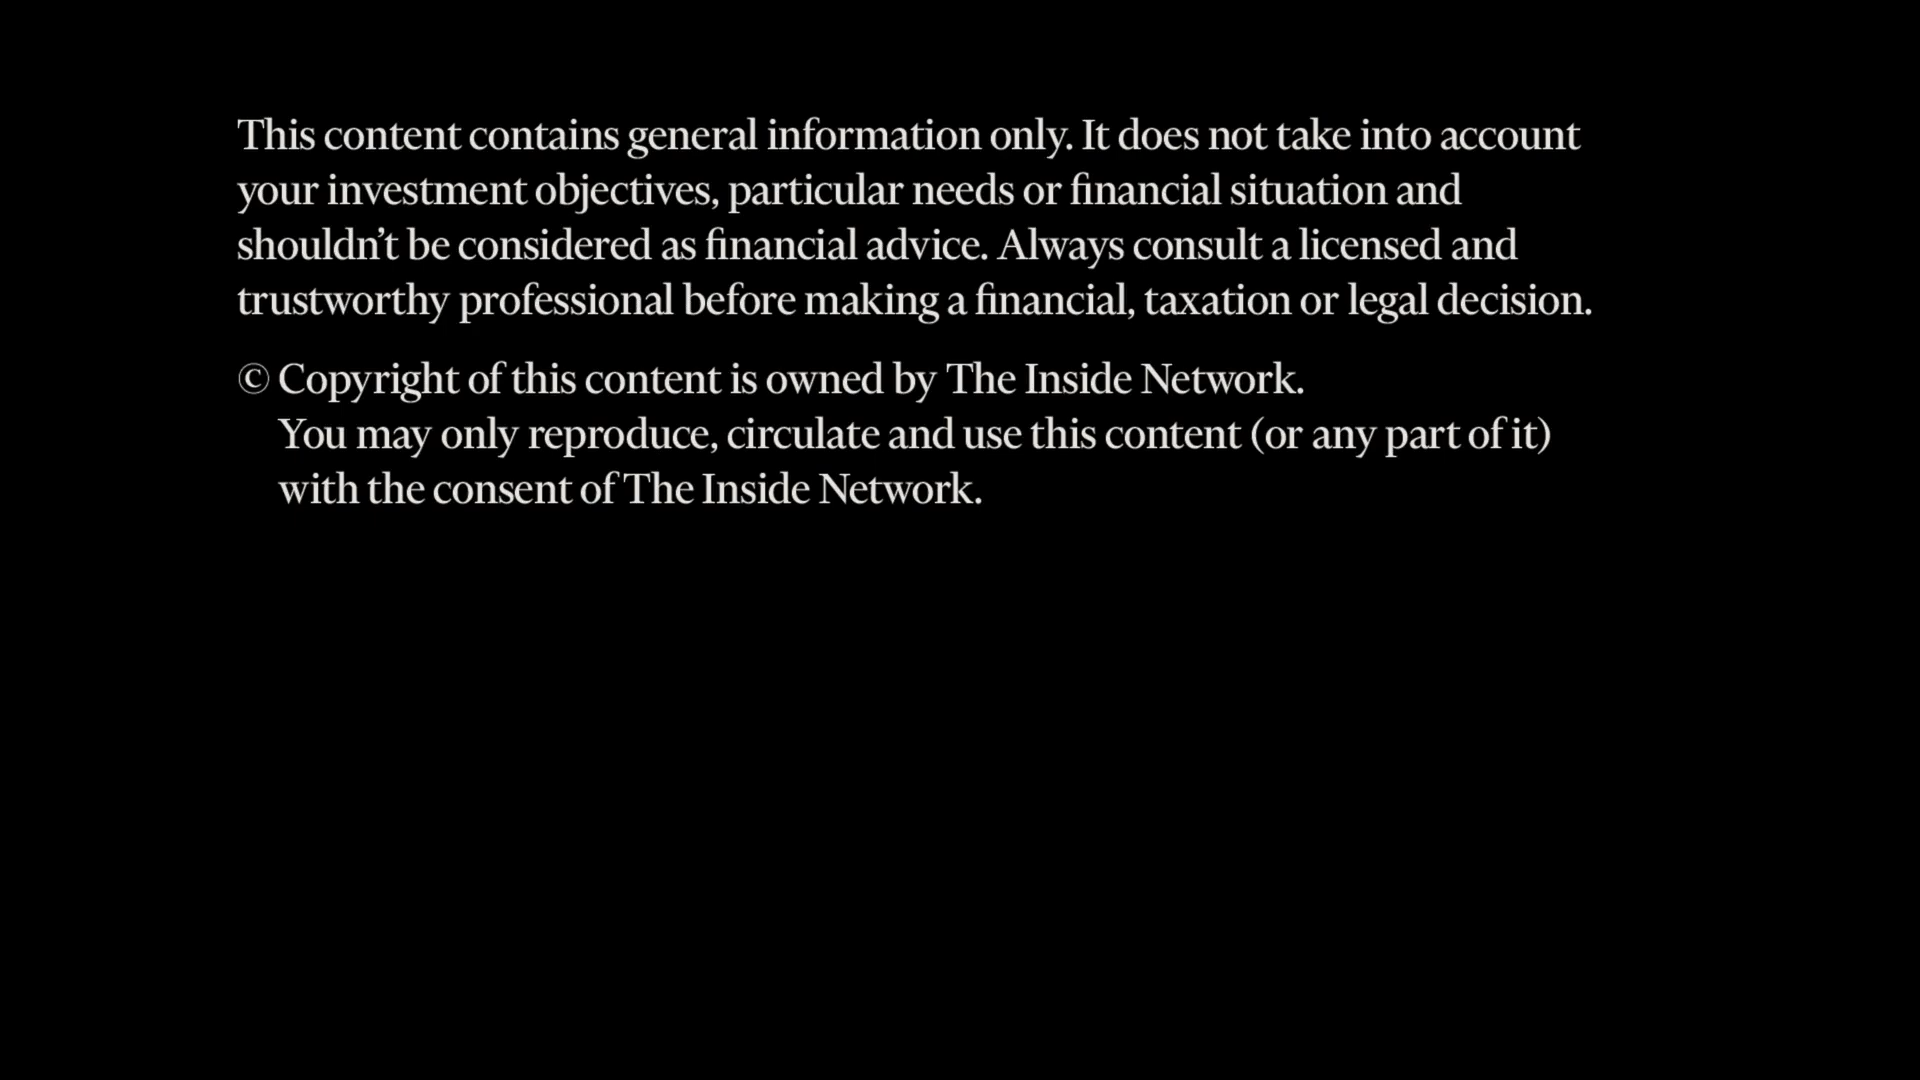 This content contains general information only. It does not take into account
your investment objectives, particular needs or financial situation and
shouldn’t be considered as financial advice. Always consult a licensed and
trustworthy professional before making a financial, taxation or legal decision.
© Copyright of this content is owned by The Inside Network.
You may only reproduce, circulate and use this content (or any part of it)
with the consent of The Inside Network.